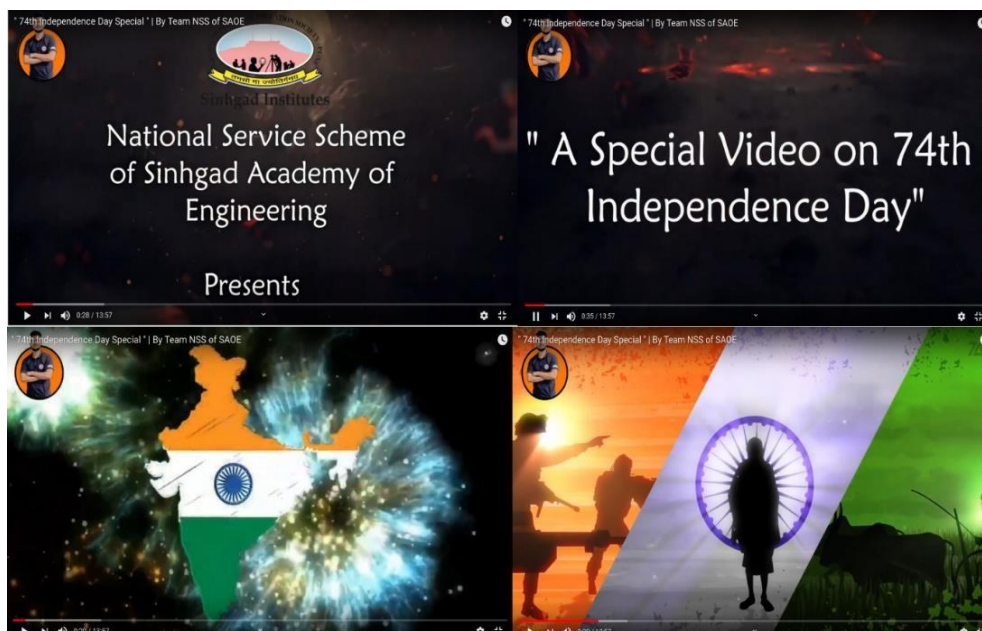 " 74th Independence Day Special " | By Team NSS of SAOE
Sinhgad Institutes
National Service Scheme
of Sinhgad Academy of
Engineering
Presents
0:28 / 13:57
" 74th Independence Day Special " | By Team NSS of SAOE
" A Special Video on 74th
Independence Day"
0:35 / 13:57
" 74th Independence Day Special " | By Team NSS of SAOE
" 74th Independence Day Special " | By Team NSS of SAOE